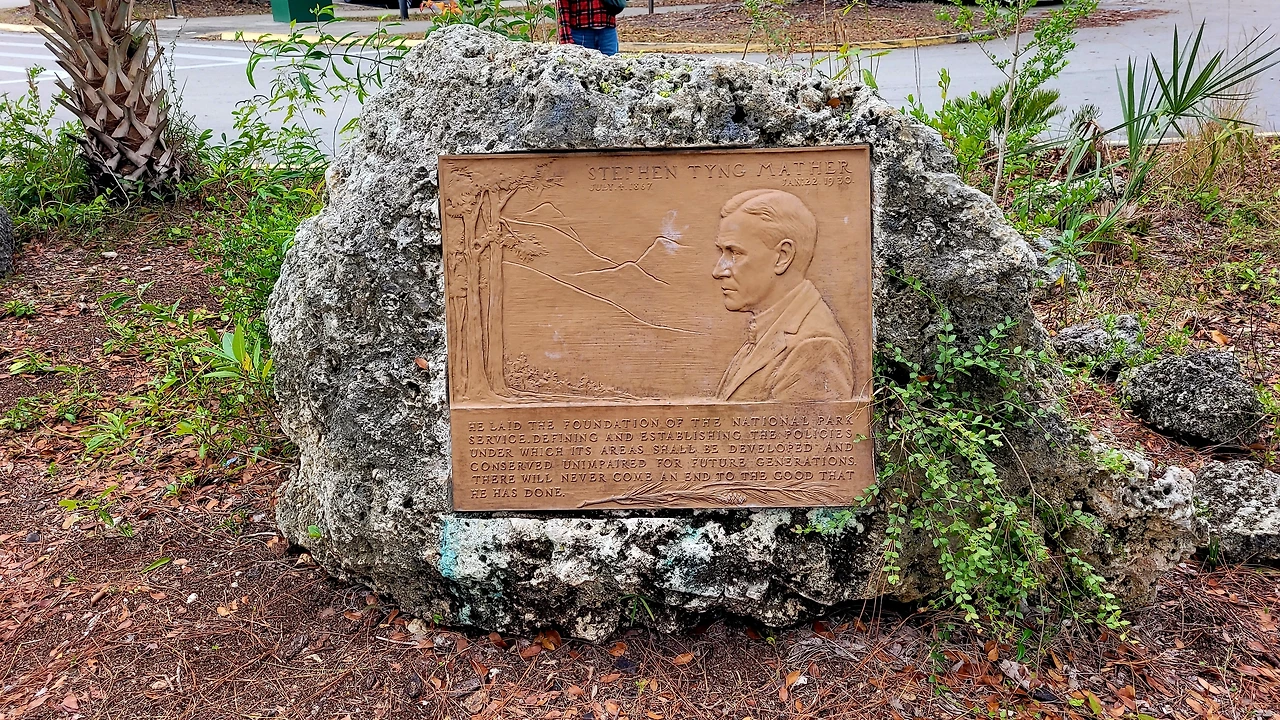 STEPHEN TYNG MATHER
JULY.4.1867 JAN.22.1930.
HE LAID THE FOUNDATION OF THE NATIONAL PARK
SERVICE.DEFINING AND ESTABLISHING THE POLICIES
UNDER WHICH ITS AREAS SHALL BE DEVELOPED AND
CONSERVED UNIMPAIRED FOR FUTURE GENERATIONS.
THERE WILL NEVER COME AN END TO THE GOOD THAT
HE HAS DONE.